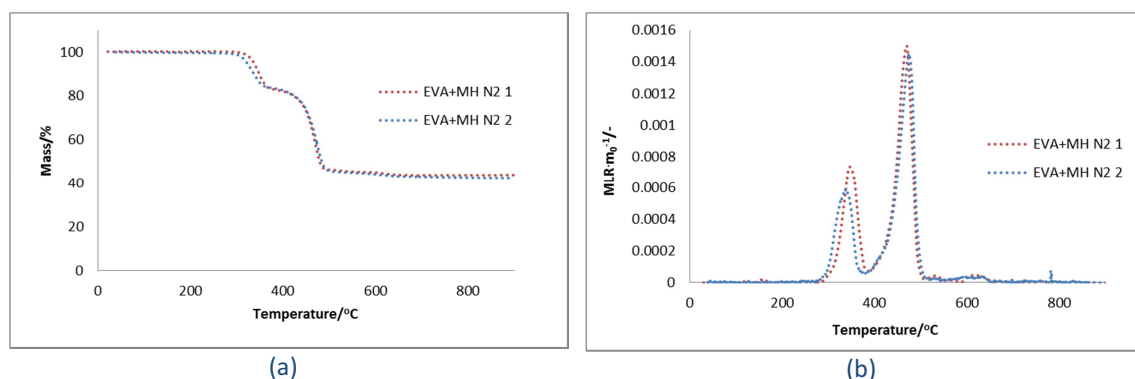 100
80
60
40
20
0
0 200 400 600 800
Mass/%
Temperature/ºC
EVA+MH N2 1
EVA+MH N2 2
(a)
0.0016
0.0014
0.0012
0.001
0.0008
0.0006
0.0004
0.0002
0
0 200 400 600 800
MLR·m₀⁻¹/-
Temperature/ºC
EVA+MH N2 1
EVA+MH N2 2
(b)